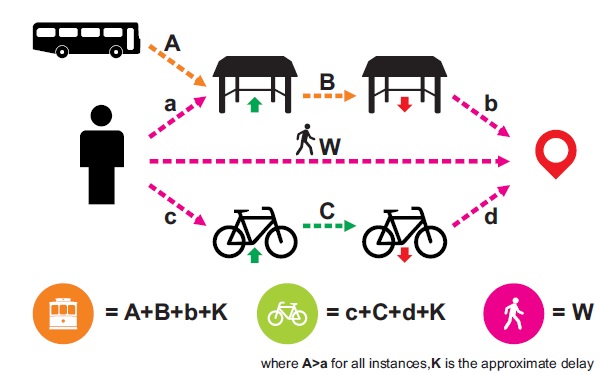 A
a
B
b
W
c
C
d
= A+B+b+K
= c+C+d+K
= W
where A>a for all instances,K is the approximate delay